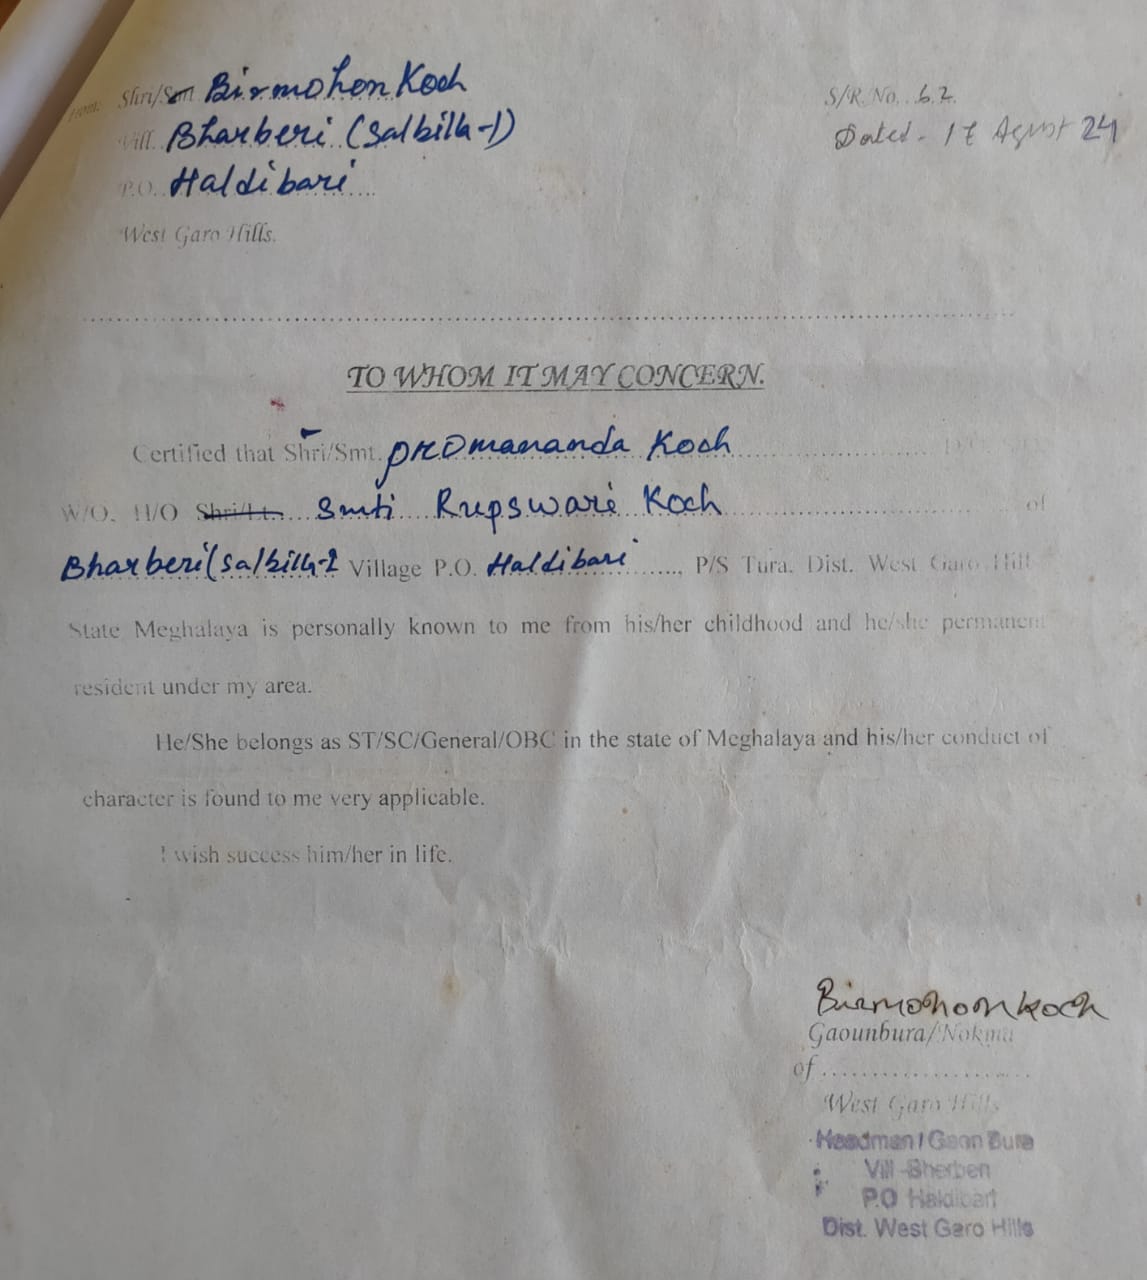 From: Shri/Smt Birmohon Koch
S/R. No. 62.
Vill. Bharberi (Salbilla-1)
Dated - 17 Agust 24
P.O. Haldibari
West Garo Hills.
TO WHOM IT MAY CONCERN.
Certified that Shri/Smt. Promananda Koch
W/O, H/O Shri/Lt. Smti Rupsware Koch of
Bharberi (Salbilla-1 Village P.O. Haldibari, P/S Tura. Dist. West Garo Hill
State Meghalaya is personally known to me from his/her childhood and he/she permanent
resident under my area.
He/She belongs as ST/SC/General/OBC in the state of Meghalaya and his/her conduct of
character is found to me very applicable.
I wish success him/her in life.
Birmohon Koch
Gaounbura/Nokma
of
West Garo Hills
Headman / Gaon Bura
Vill -Bherberi
P.O Haldibari
Dist. West Garo Hills